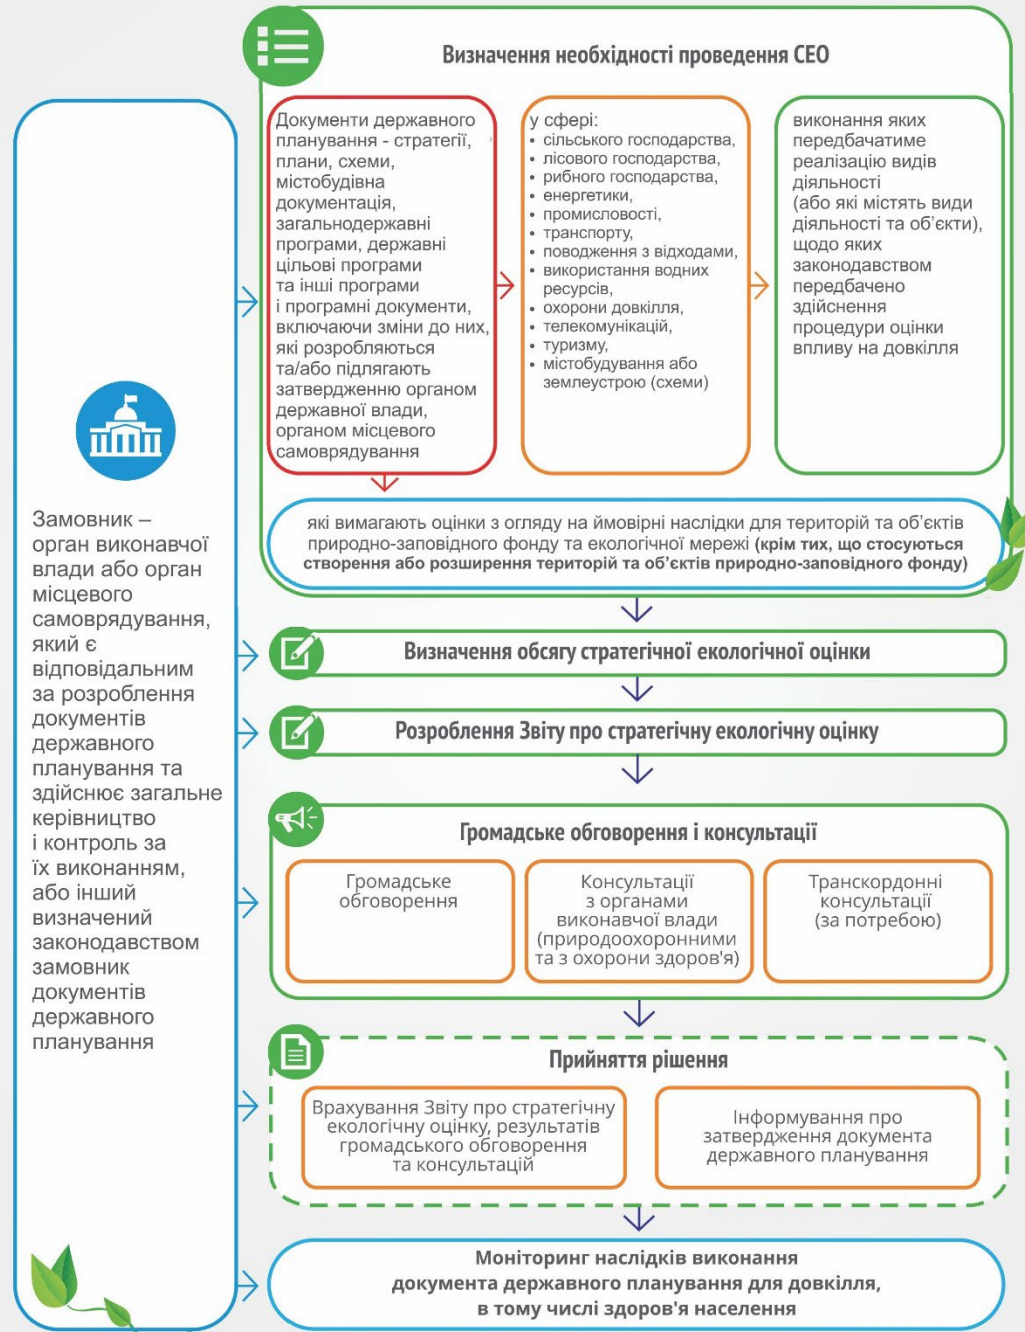 Визначення необхідності проведення СЕО
Документи державного
планування - стратегії,
плани, схеми,
містобудівна
документація,
загальнодержавні
програми, державні
цільові програми
та інші програми
і програмні документи,
включаючи зміни до них,
які розробляються
та/або підлягають
затвердженню органом
державної влади,
органом місцевого
самоврядування
у сфері:
• сільського господарства,
• лісового господарства,
• рибного господарства,
• енергетики,
• промисловості,
• транспорту,
• поводження з відходами,
• використання водних
ресурсів,
• охорони довкілля,
• телекомунікацій,
• туризму,
• містобудування або
землеустрою (схеми)
виконання яких
передбачатиме
реалізацію видів
діяльності
(або які містять види
діяльності та об'єкти),
щодо яких
законодавством
передбачено
здійснення
процедури оцінки
впливу на довкілля
які вимагають оцінки з огляду на ймовірні наслідки для територій та об'єктів
природно-заповідного фонду та екологічної мережі (крім тих, що стосуються
створення або розширення територій та об'єктів природно-заповідного фонду)
Замовник –
орган виконавчої
влади або орган
місцевого
самоврядування,
який є
відповідальним
за розроблення
документів
державного
планування та
здійснює загальне
керівництво
і контроль за
їх виконанням,
або інший
визначений
законодавством
замовник
документів
державного
планування
Визначення обсягу стратегічної екологічної оцінки
Розроблення Звіту про стратегічну екологічну оцінку
Громадське обговорення і консультації
Громадське
обговорення
Консультації
з органами
виконавчої влади
(природоохоронними
та з охорони здоров'я)
Транскордонні
консультації
(за потребою)
Прийняття рішення
Врахування Звіту про стратегічну
екологічну оцінку, результатів
громадського обговорення
та консультацій
Інформування про
затвердження документа
державного планування
Моніторинг наслідків виконання
документа державного планування для довкілля,
в тому числі здоров'я населення